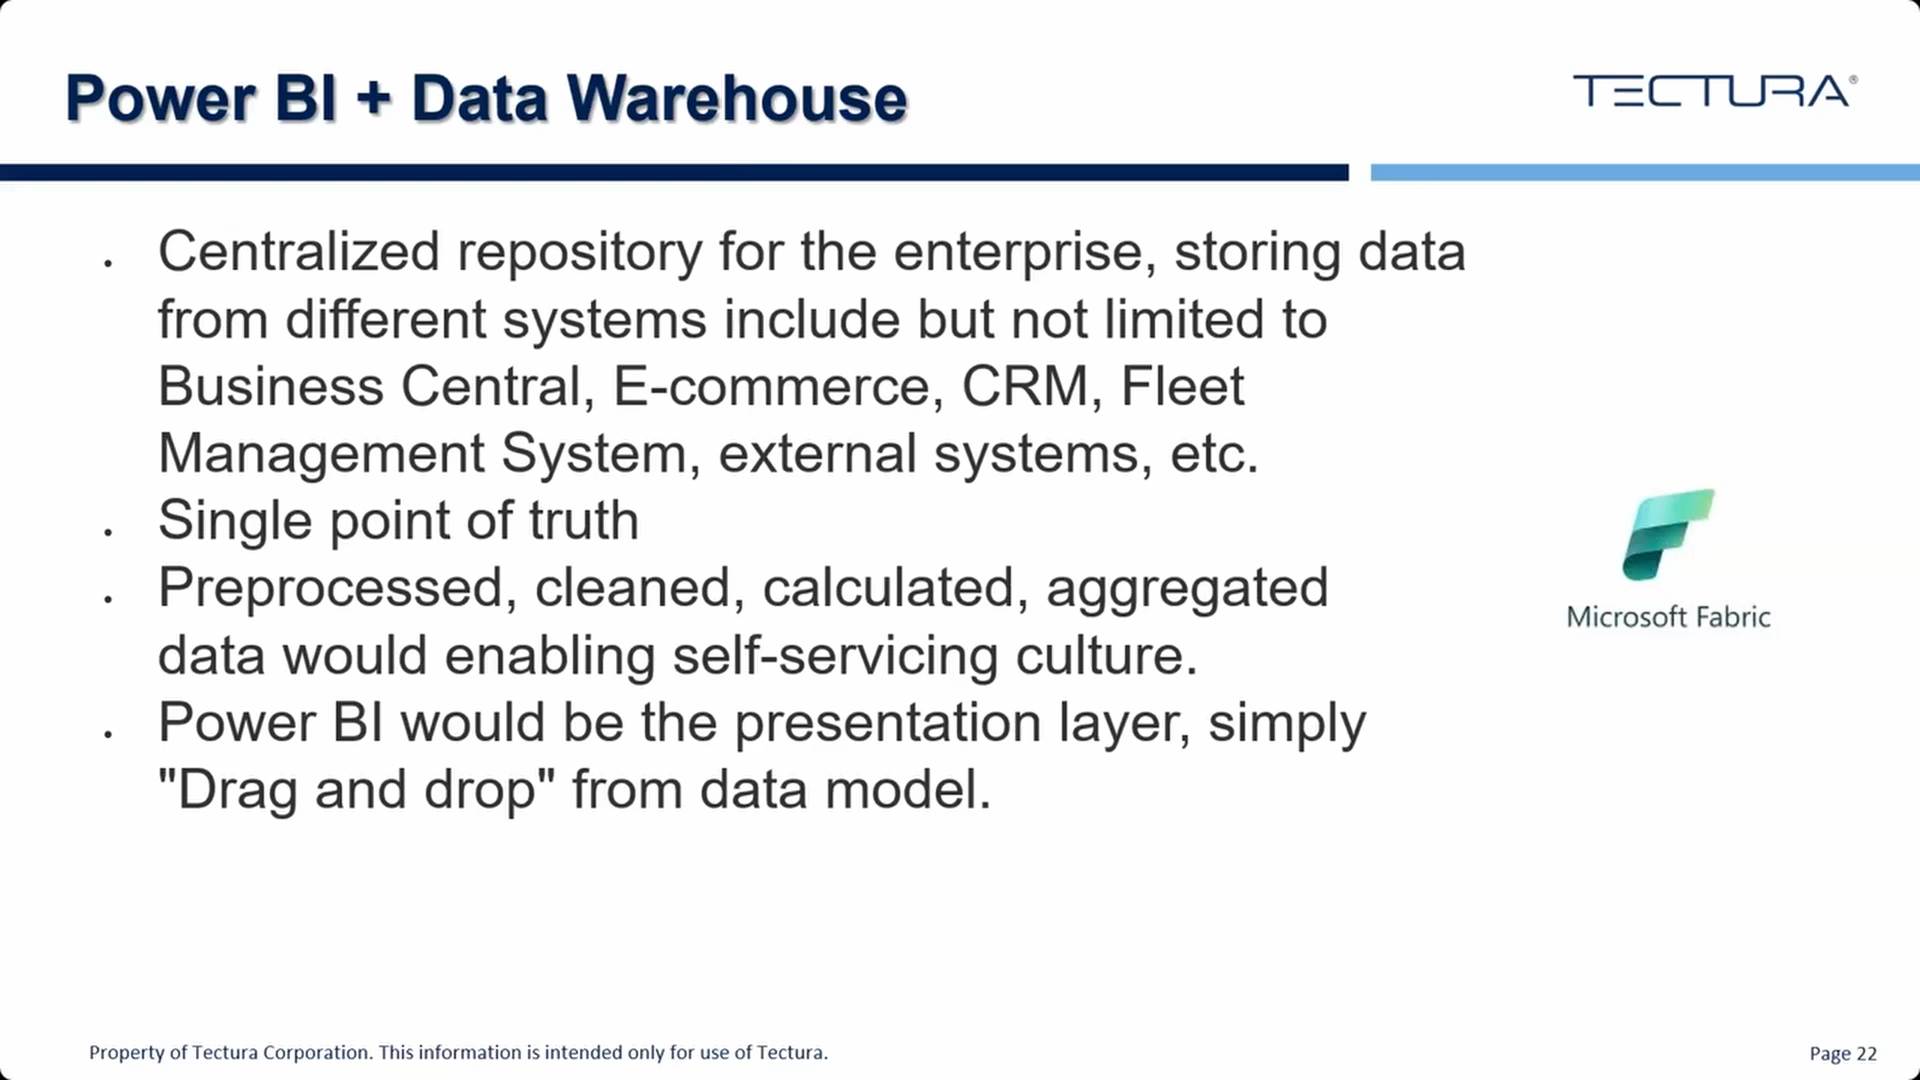 Power BI + Data Warehouse
TECTURA®
• Centralized repository for the enterprise, storing data
from different systems include but not limited to
Business Central, E-commerce, CRM, Fleet
Management System, external systems, etc.
• Single point of truth
• Preprocessed, cleaned, calculated, aggregated
data would enabling self-servicing culture.
• Power BI would be the presentation layer, simply
"Drag and drop" from data model.
Microsoft Fabric
Property of Tectura Corporation. This information is intended only for use of Tectura.
Page 22